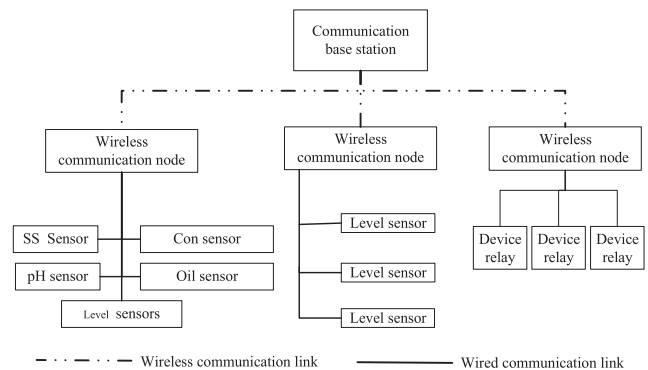 Communication
base station
Wireless
communication node
Wireless
communication node
Wireless
communication node
SS Sensor
Con sensor
pH sensor
Oil sensor
Level sensors
Level sensor
Level sensor
Level sensor
Device
relay
Device
relay
Device
relay
Wireless communication link
Wired communication link